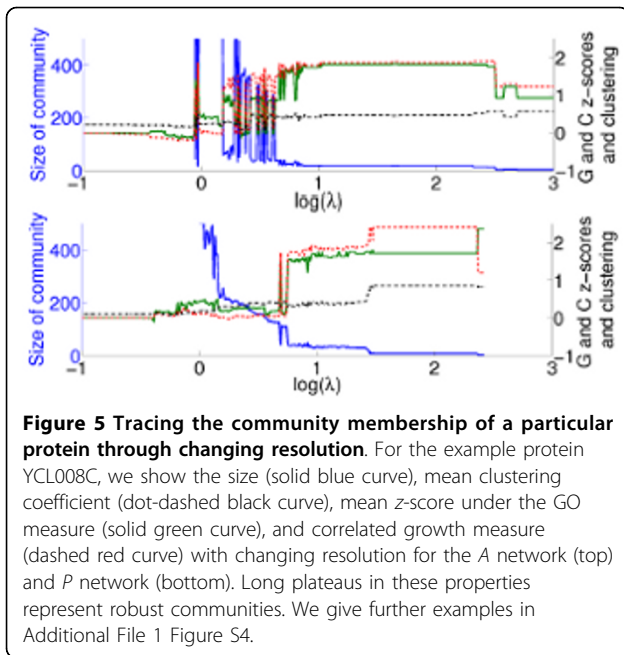 400
200
0
Size of community
2
1
0
-1
G and C z-scores
and clustering
-1
0
1
2
3
log(λ)
400
200
0
Size of community
2
1
0
-1
G and C z-scores
and clustering
-1
0
1
2
3
log(λ)
Figure 5 Tracing the community membership of a particular
protein through changing resolution. For the example protein
YCL008C, we show the size (solid blue curve), mean clustering
coefficient (dot-dashed black curve), mean z-score under the GO
measure (solid green curve), and correlated growth measure
(dashed red curve) with changing resolution for the A network (top)
and P network (bottom). Long plateaus in these properties
represent robust communities. We give further examples in
Additional File 1 Figure S4.